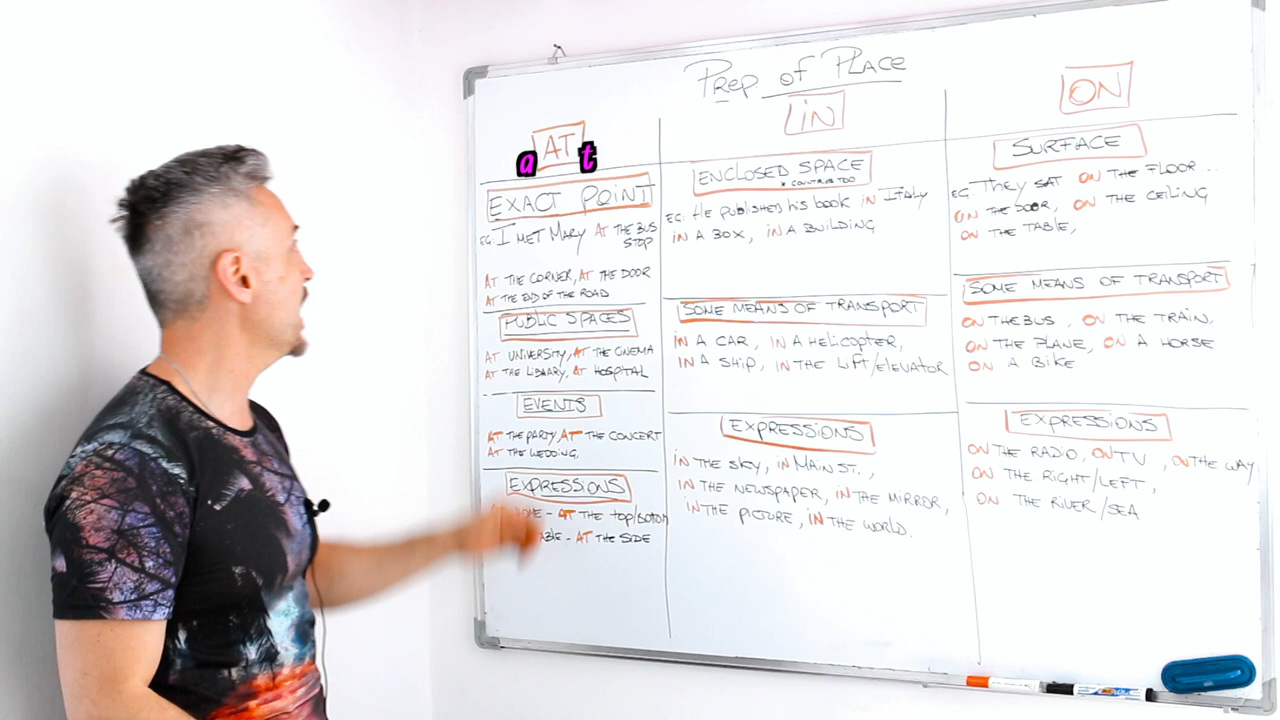 Prep of Place
AT
a t
EXACT POINT
EG: I MET MARY AT THE BUS
STOP
AT THE CORNER, AT THE DOOR
AT THE END OF THE ROAD
PUBLIC SPACES
AT UNIVERSITY, AT THE CINEMA
AT THE LIBRARY, AT HOSPITAL
EVENTS
AT THE PARTY, AT THE CONCERT
AT THE WEDDING,
EXPRESSIONS
- AT THE top/bottom
- AT THE SIDE
IN
ENCLOSED SPACE
* COUNTRIES TOO
EG: He published his book IN Italy
IN A BOX, IN A BUILDING
SOME MEANS OF TRANSPORT
IN A CAR, IN A HELICOPTER,
IN A SHIP, IN THE LIFT/ELEVATOR
EXPRESSIONS
IN THE SKY, IN MAIN ST.,
IN THE NEWSPAPER, IN THE MIRROR,
IN THE PICTURE, IN THE WORLD.
ON
SURFACE
EG. They SAT ON THE FLOOR...
ON THE DOOR, ON THE CEILING
ON THE TABLE,
SOME MEANS OF TRANSPORT
ON THE BUS, ON THE TRAIN,
ON THE PLANE, ON A HORSE
ON A BIKE
EXPRESSIONS
ON THE RADIO, ON TV, ON THE WAY
ON THE RIGHT/LEFT,
ON THE RIVER/SEA